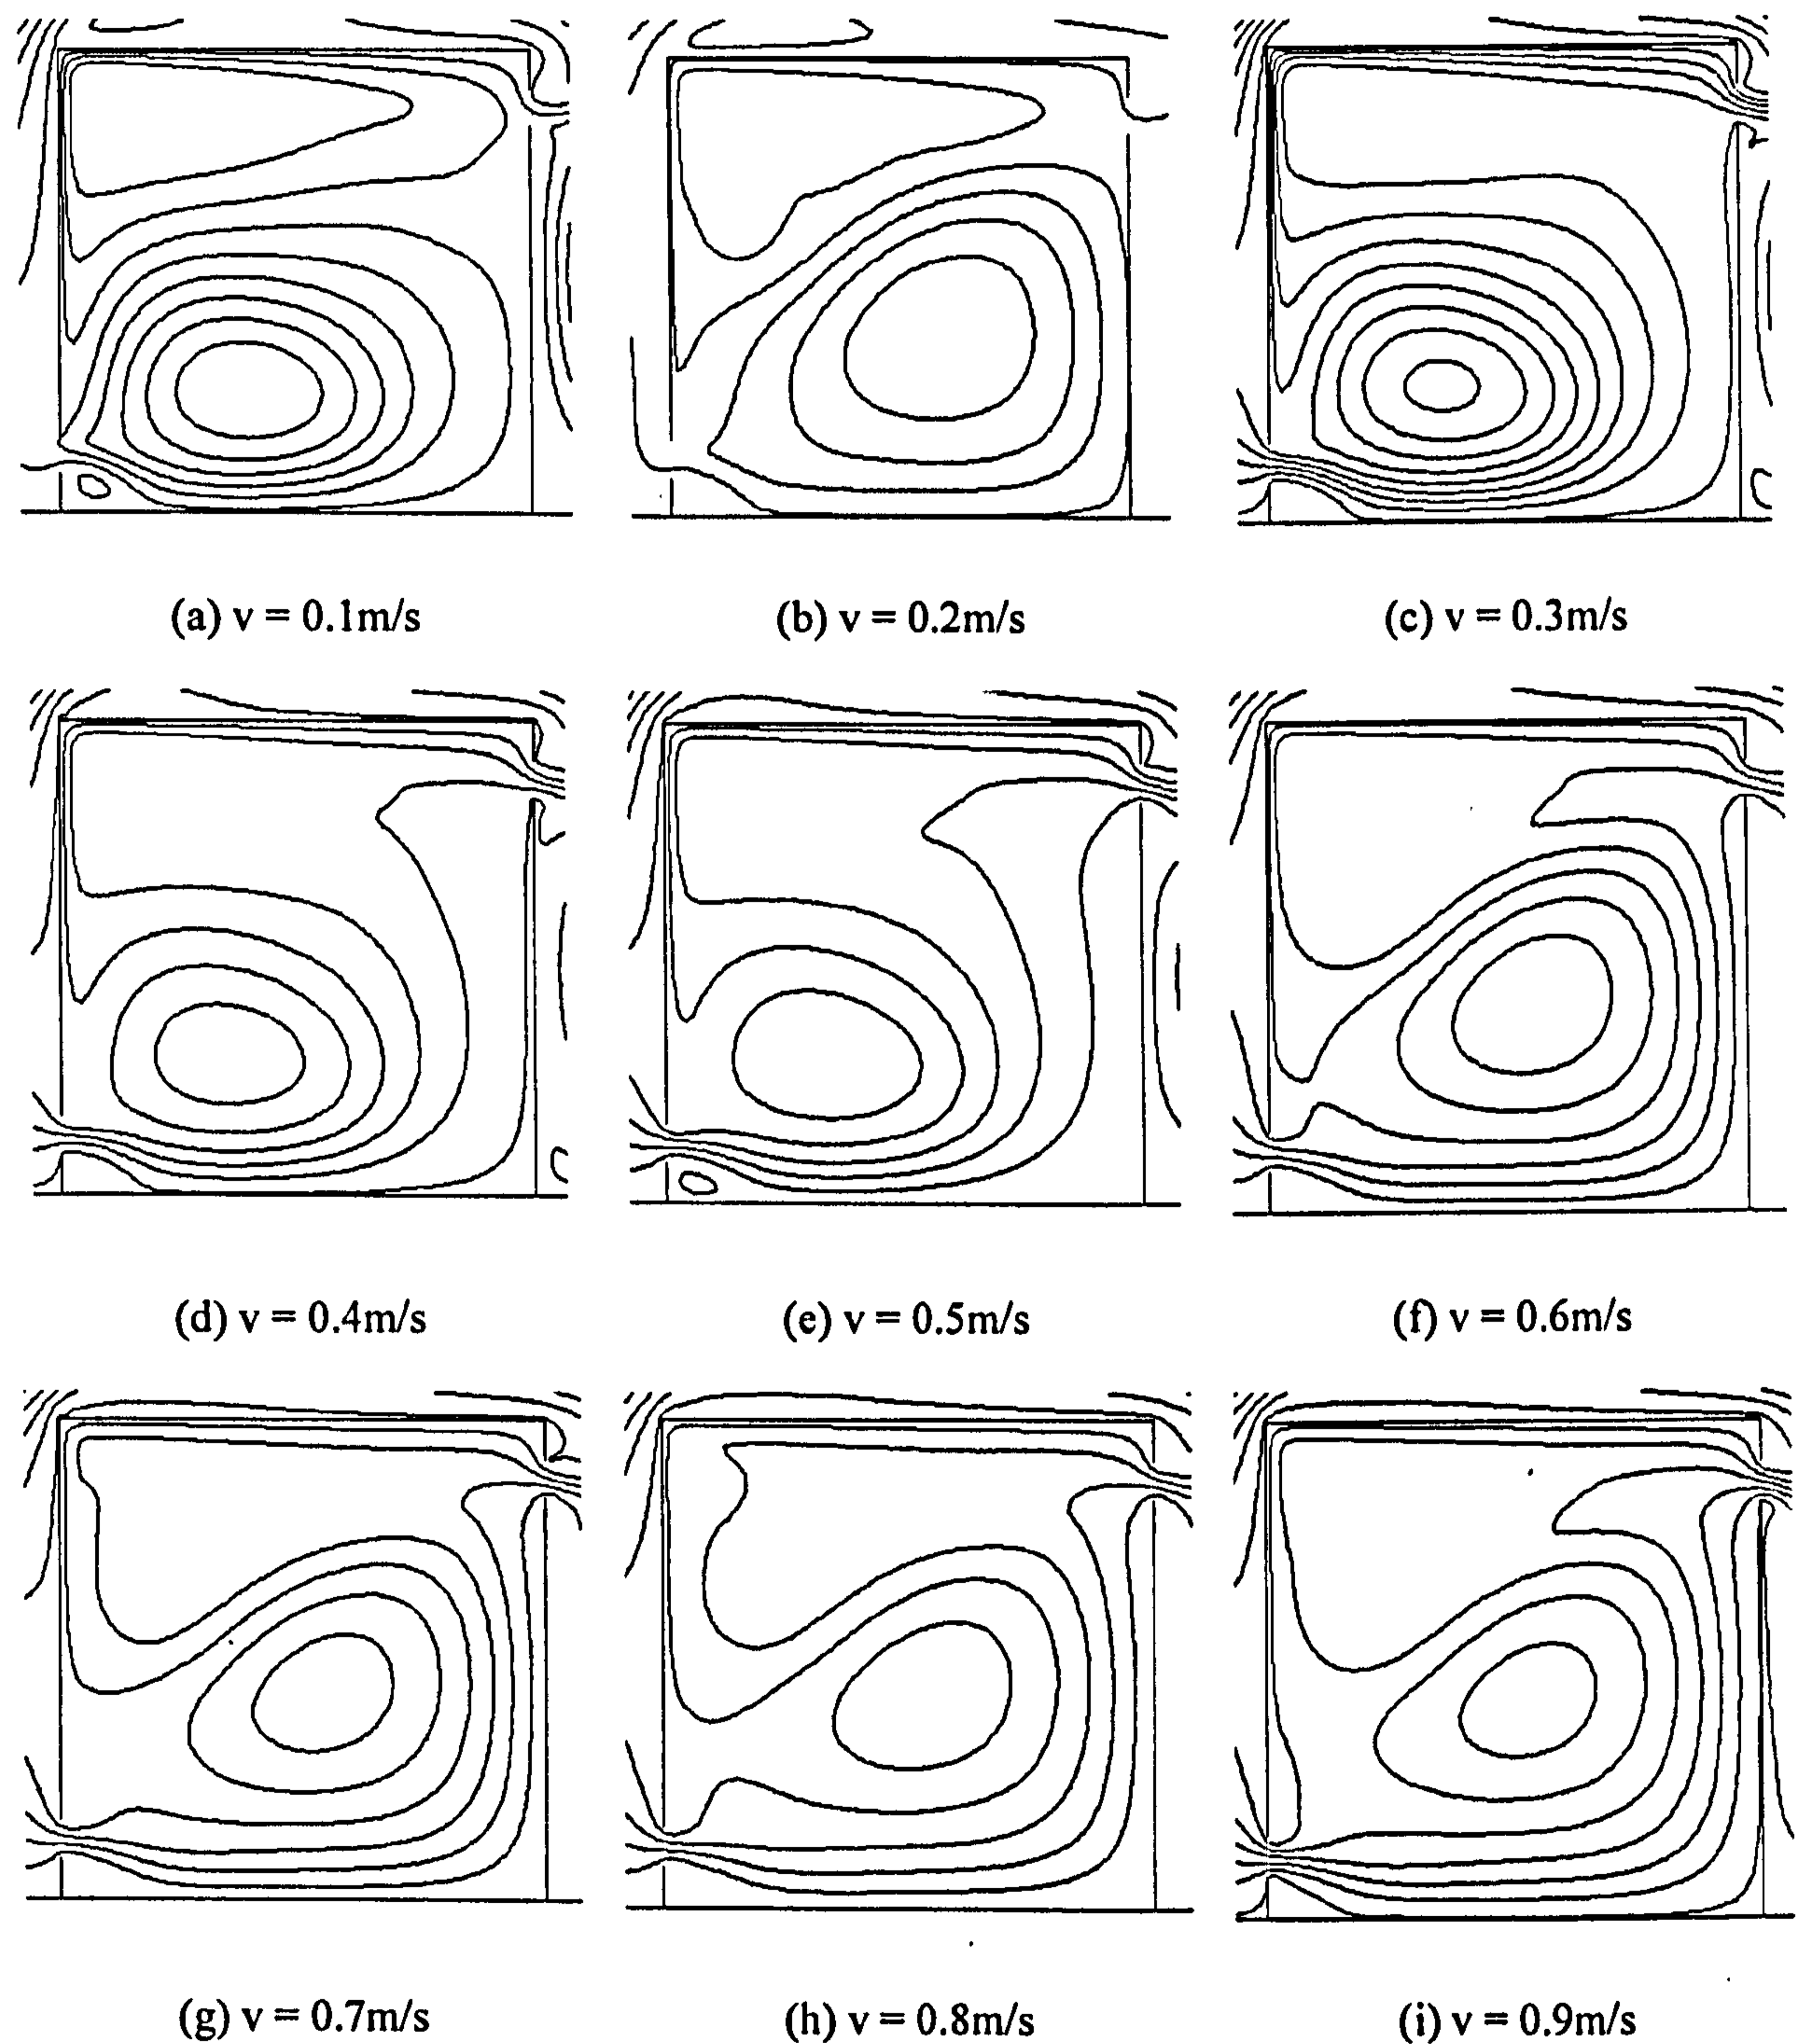 (a) v = 0.1m/s
(b) v = 0.2m/s
(c) v = 0.3m/s
(d) v = 0.4m/s
(e) v = 0.5m/s
(f) v = 0.6m/s
(g) v = 0.7m/s
(h) v = 0.8m/s
(i) v = 0.9m/s